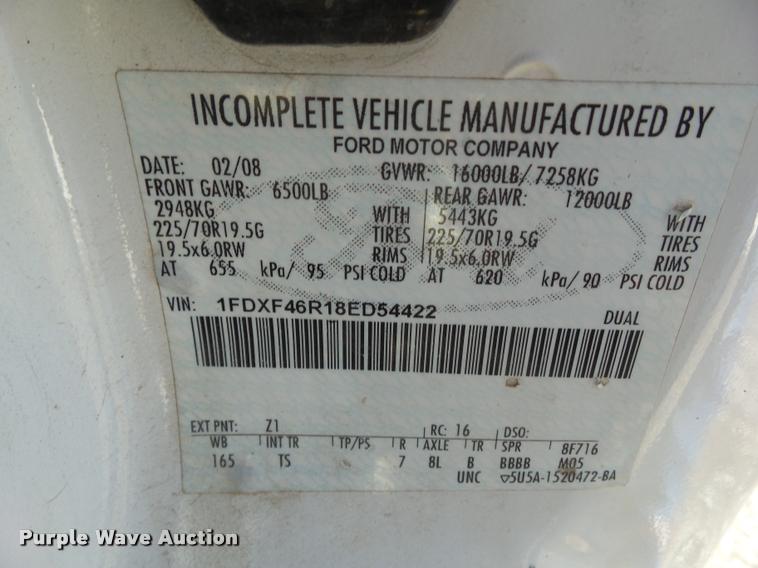 INCOMPLETE VEHICLE MANUFACTURED BY
FORD MOTOR COMPANY
DATE: 02/08 GVWR: 16000LB/ 7258KG
FRONT GAWR: 6500LB REAR GAWR: 12000LB
2948KG WITH 5443KG WITH
225/70R19.5G TIRES 225/70R19.5G TIRES
19.5x6.0RW RIMS 19.5x6.0RW RIMS
AT 655 kPa/ 95 PSI COLD AT 620 kPa/ 90 PSI COLD
VIN: 1FDXF46R18ED54422 DUAL
EXT PNT: Z1 RC: 16 DSO:
WB INT TR TP/PS R AXLE TR SPR 8F716
165 TS 7 8L B BBBB M05
UNC 5U5A-1520472-BA
Purple Wave Auction